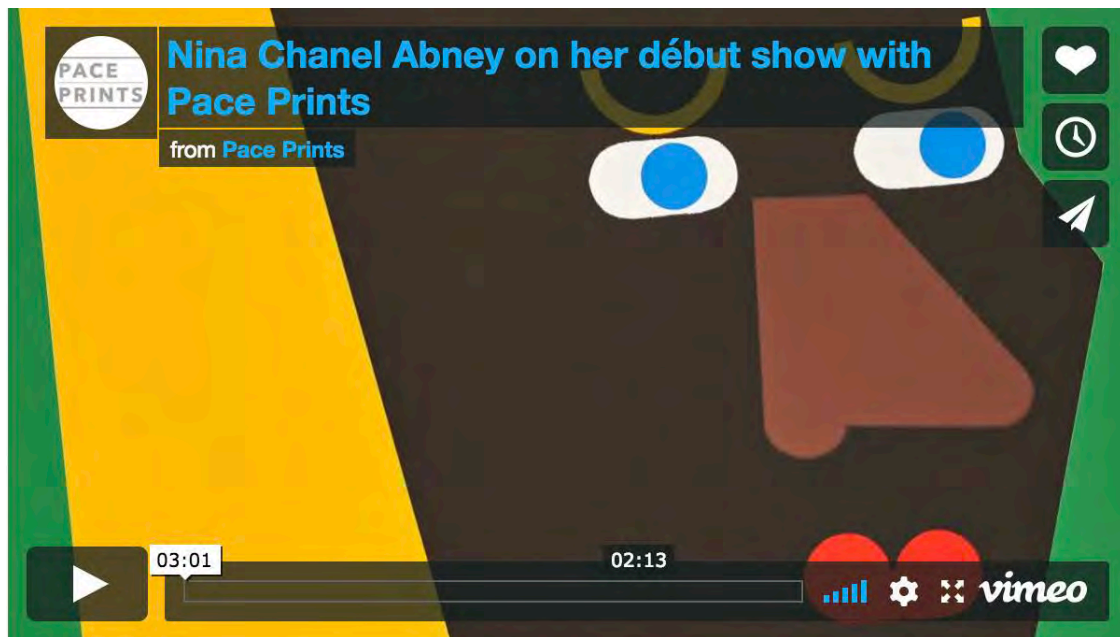 PACE
PRINTS
Nina Chanel Abney on her début show with
Pace Prints
from Pace Prints
03:01
02:13
vimeo